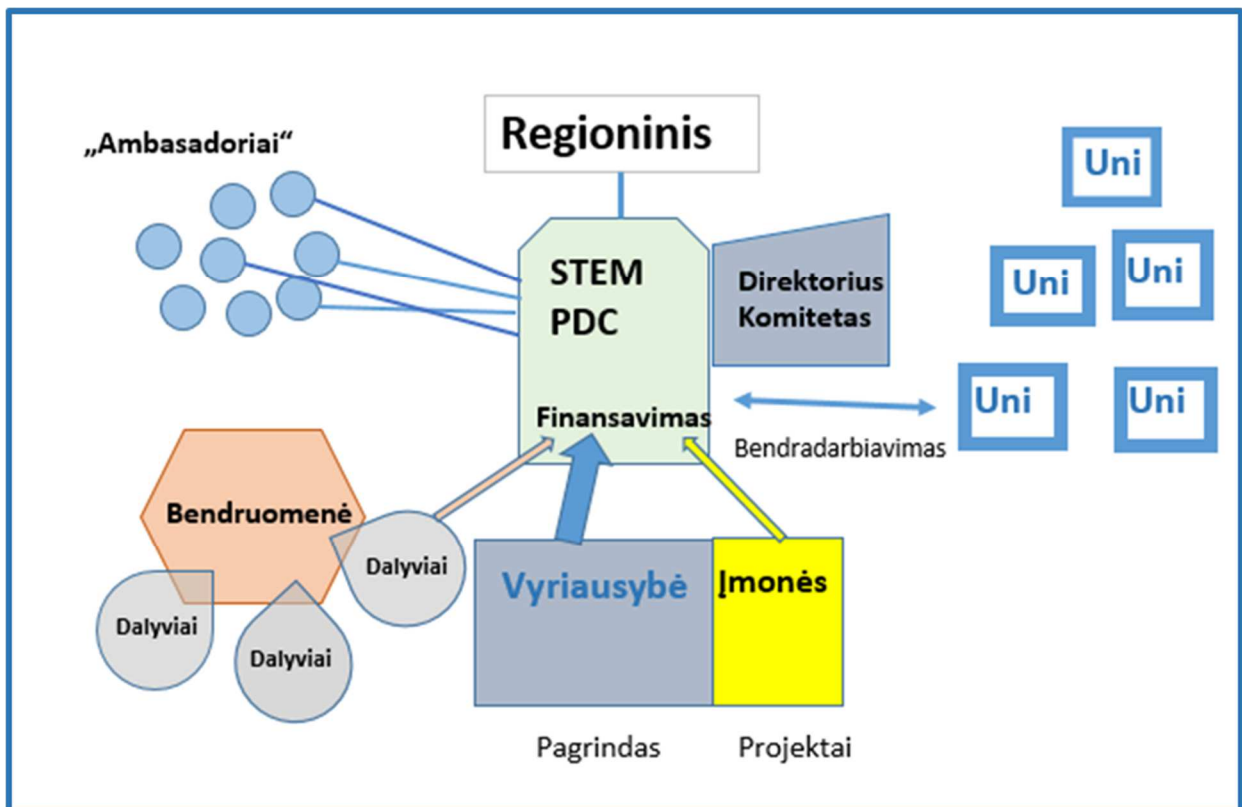 Regioninis
„Ambasadoriai“
Uni
STEM
PDC
Direktorius
Komitetas
Uni
Uni
Finansavimas
Uni
Uni
Bendradarbiavimas
Bendruomenė
Dalyviai
Dalyviai
Dalyviai
Vyriausybė
Įmonės
Pagrindas
Projektai